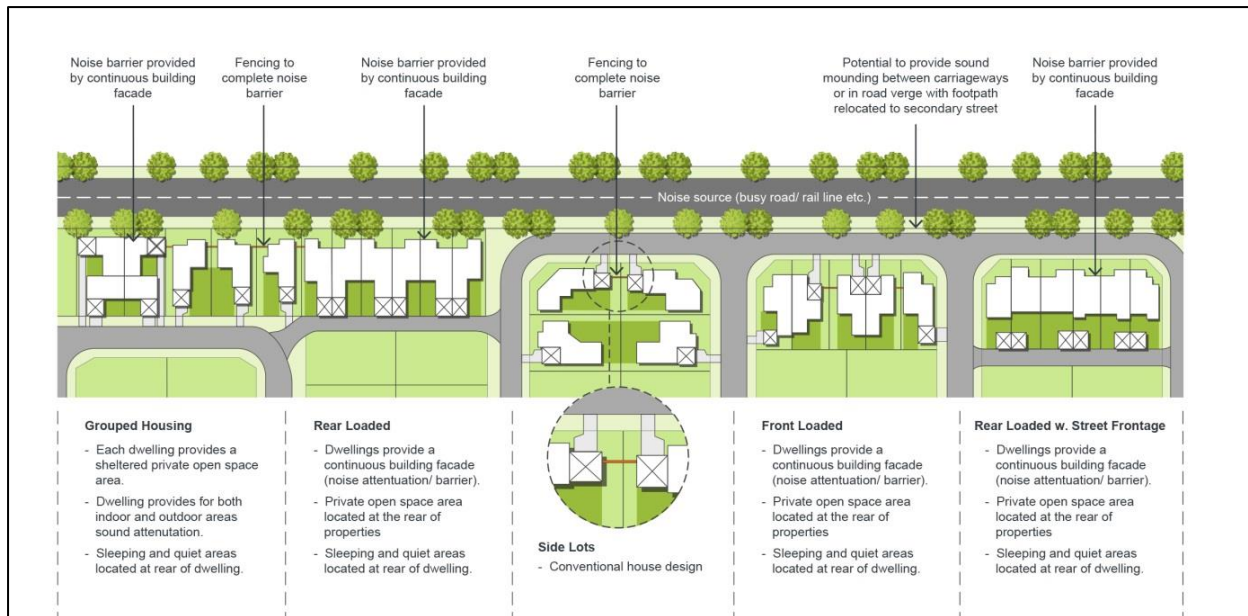 Noise barrier provided
by continuous building
facade
Fencing to
complete noise
barrier
Noise barrier provided
by continuous building
facade
Fencing to
complete noise
barrier
Potential to provide sound
mounding between carriageways
or in road verge with footpath
relocated to secondary street
Noise barrier provided
by continuous building
facade
Noise source (busy road/ rail line etc.)
Grouped Housing
- Each dwelling provides a
sheltered private open space
area.
- Dwelling provides for both
indoor and outdoor areas
sound attenutation.
- Sleeping and quiet areas
located at rear of dwelling.
Rear Loaded
- Dwellings provide a
continuous building facade
(noise attentuation/ barrier).
- Private open space area
located at the rear of
properties
- Sleeping and quiet areas
located at rear of dwelling.
Side Lots
- Conventional house design
Front Loaded
- Dwellings provide a
continuous building facade
(noise attentuation/ barrier).
- Private open space area
located at the rear of
properties
- Sleeping and quiet areas
located at rear of dwelling.
Rear Loaded w. Street Frontage
- Dwellings provide a
continuous building facade
(noise attentuation/ barrier).
- Private open space area
located at the rear of
properties
- Sleeping and quiet areas
located at rear of dwelling.